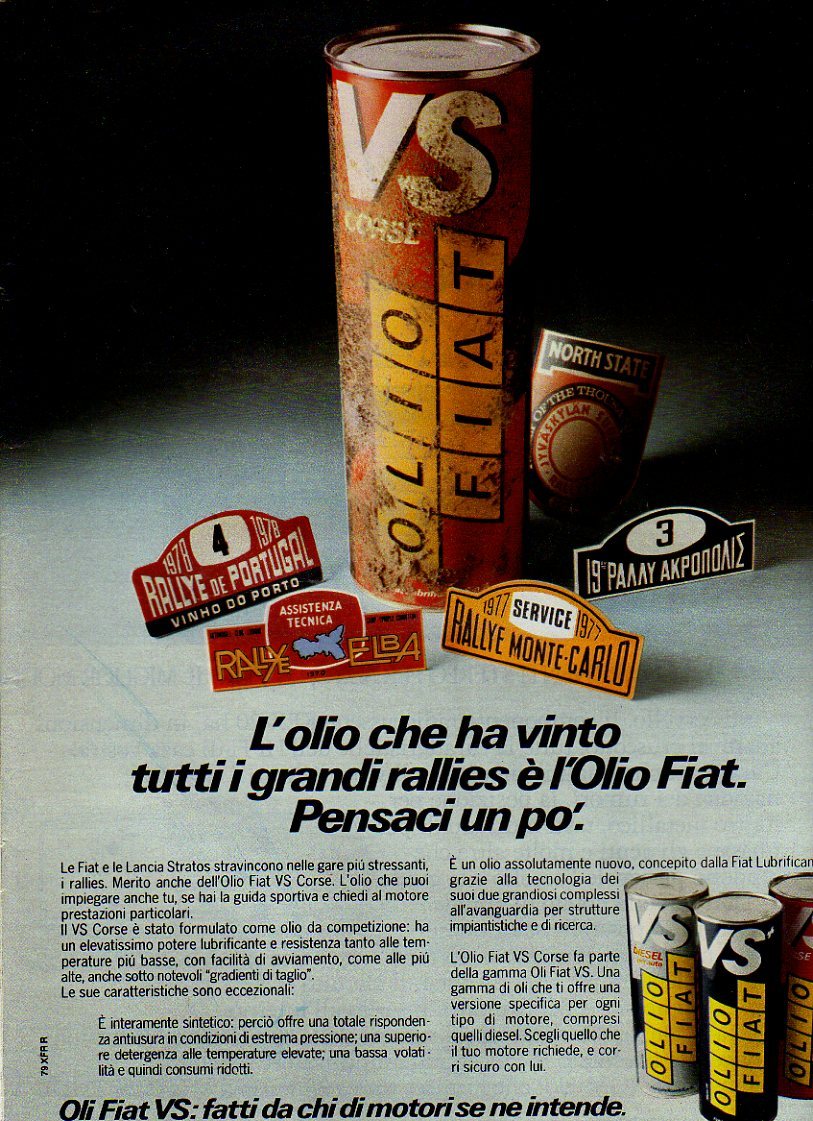 VS
CORSE
OLIO
FIAT
NORTH STATE
OF THE THOUSAND
JYVÄSKYLÄN
1978 4 1978
RALLYE DE PORTUGAL
VINHO DO PORTO
ASSISTENZA
TECNICA
RALLYE ELBA
1977 SERVICE 1977
RALLYE MONTE-CARLO
3
19ον ΡΑΛΛΥ ΑΚΡΟΠΟΛΙΣ
L'olio che ha vinto
tutti i grandi rallies è l'Olio Fiat.
Pensaci un po'.
Le Fiat e le Lancia Stratos stravincono nelle gare piú stressanti,
i rallies. Merito anche dell'Olio Fiat VS Corse. L'olio che puoi
impiegare anche tu, se hai la guida sportiva e chiedi al motore
prestazioni particolari.
Il VS Corse è stato formulato come olio da competizione: ha
un elevatissimo potere lubrificante e resistenza tanto alle tem-
perature piú basse, con facilità di avviamento, come alle piú
alte, anche sotto notevoli "gradienti di taglio".
Le sue caratteristiche sono eccezionali:
È interamente sintetico: perciò offre una totale risponden-
za antiusura in condizioni di estrema pressione; una superio-
re detergenza alle temperature elevate; una bassa volati-
lità e quindi consumi ridotti.
È un olio assolutamente nuovo, concepito dalla Fiat Lubrifican
grazie alla tecnologia dei
suoi due grandiosi complessi
all'avanguardia per strutture
impiantistiche e di ricerca.
L'Olio Fiat VS Corse fa parte
della gamma Oli Fiat VS. Una
gamma di oli che ti offre una
versione specifica per ogni
tipo di motore, compresi
quelli diesel. Scegli quello che
il tuo motore richiede, e cor-
ri sicuro con lui.
VS
DIESEL
OLIO
FIAT
VS+
OLIO
FIAT
OLIO
79 XFR R
Oli Fiat VS: fatti da chi di motori se ne intende.